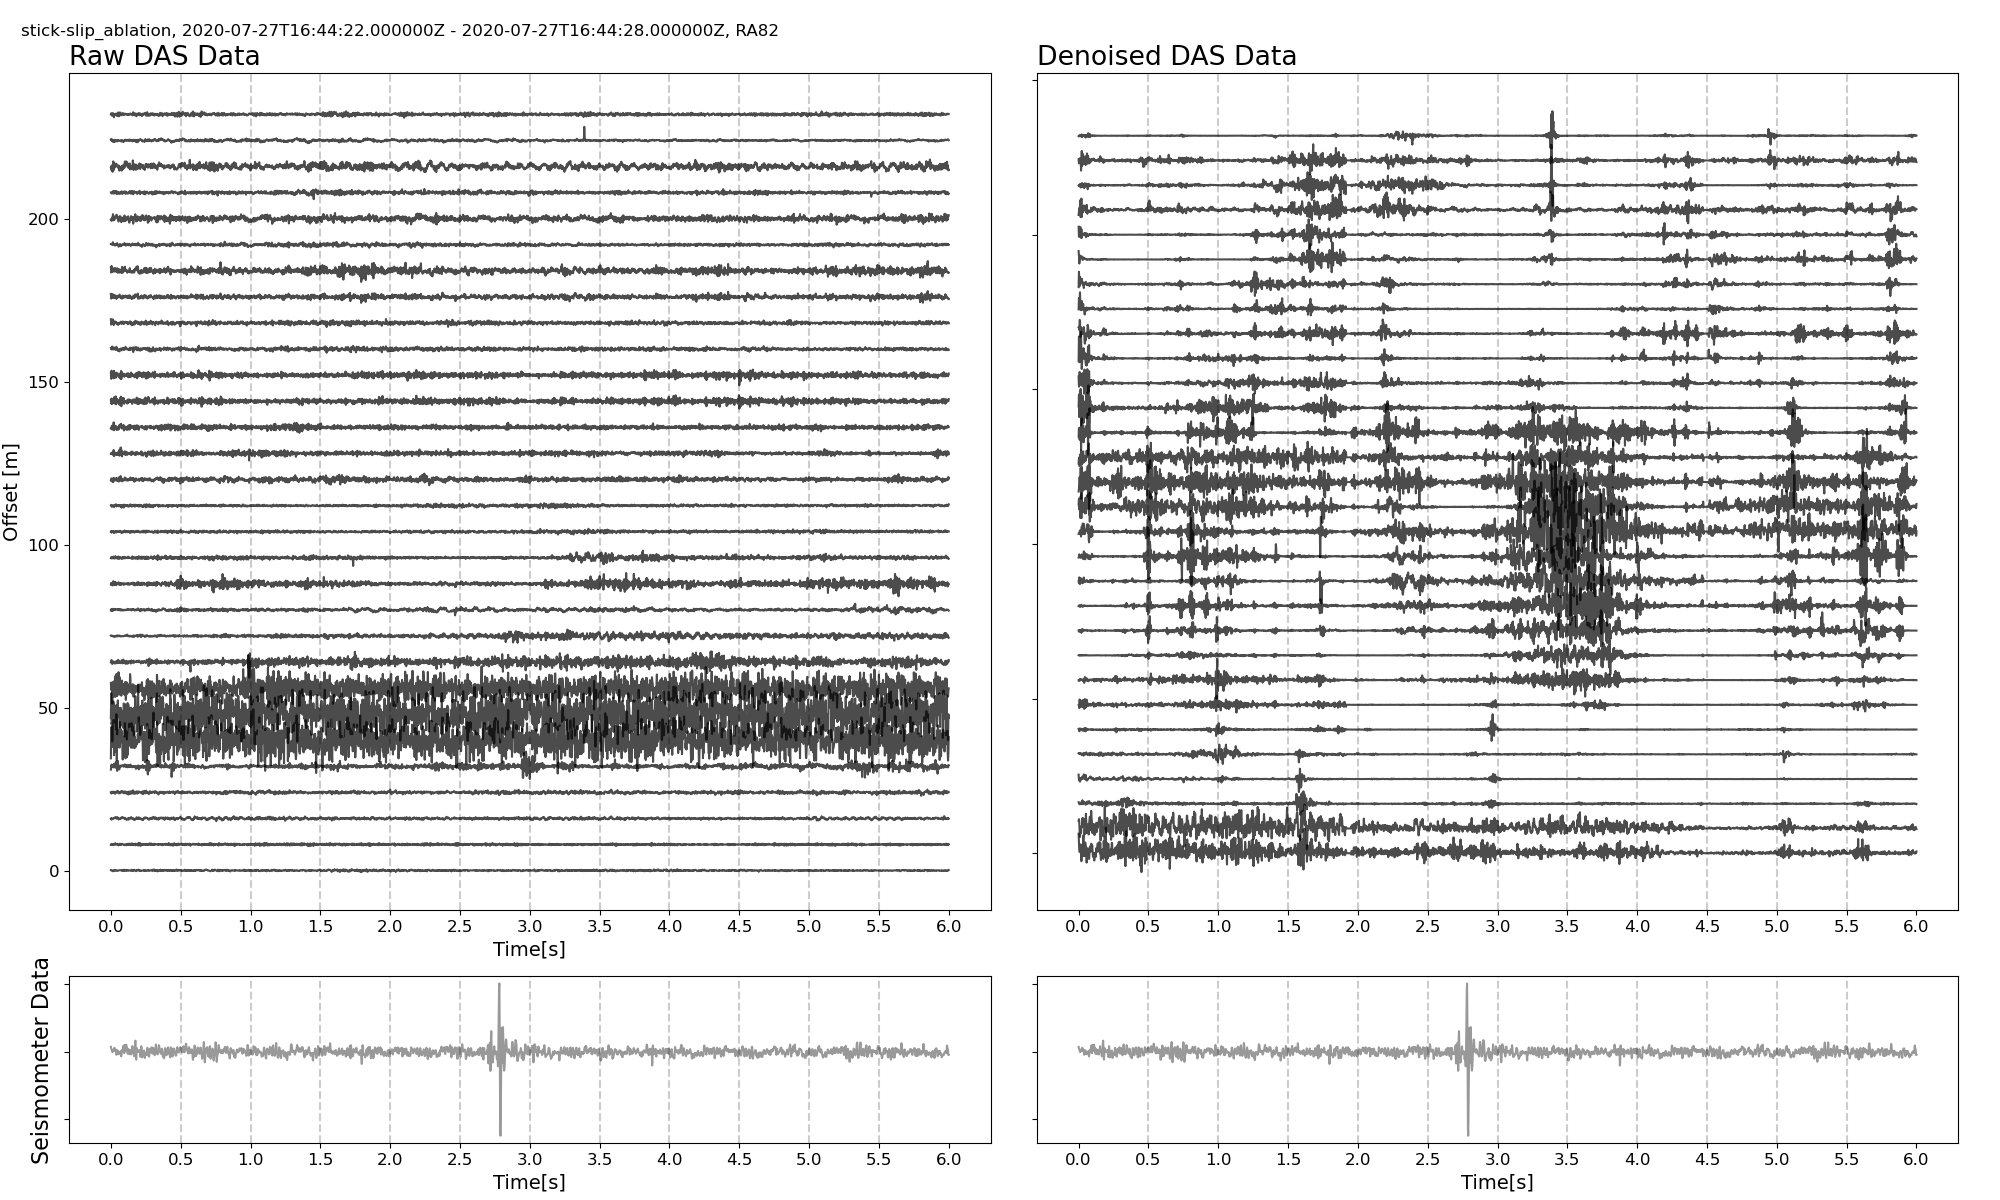 stick-slip_ablation, 2020-07-27T16:44:22.000000Z - 2020-07-27T16:44:28.000000Z, RA82
Raw DAS Data
Denoised DAS Data
Offset [m]
200
150
100
50
0
0.0 0.5 1.0 1.5 2.0 2.5 3.0 3.5 4.0 4.5 5.0 5.5 6.0
Time[s]
0.0 0.5 1.0 1.5 2.0 2.5 3.0 3.5 4.0 4.5 5.0 5.5 6.0
Seismometer Data
0.0 0.5 1.0 1.5 2.0 2.5 3.0 3.5 4.0 4.5 5.0 5.5 6.0
Time[s]
0.0 0.5 1.0 1.5 2.0 2.5 3.0 3.5 4.0 4.5 5.0 5.5 6.0
Time[s]